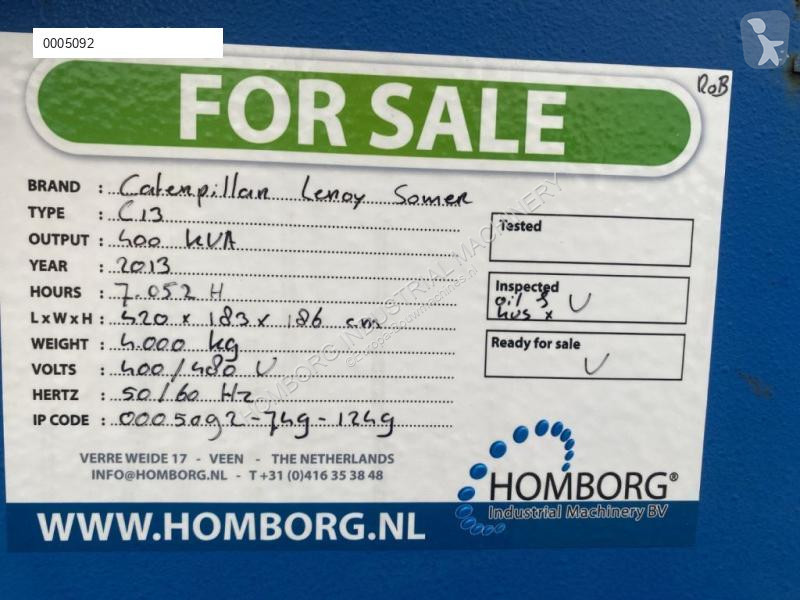 0005092
RoB
FOR SALE
BRAND : Caterpillar Leroy Somer
TYPE : C13
OUTPUT : 400 kVA
YEAR : 2013
HOURS : 7.052 H
L x W x H : 420 x 183 x 186 cm
WEIGHT : 4.000 kg
VOLTS : 400/480 V
HERTZ : 50/60 Hz
IP CODE : 0005092-74g-124g
Tested
Inspected V
oil &
Ready for sale
V
VERRE WEIDE 17 - VEEN - THE NETHERLANDS
INFO@HOMBORG.NL - T +31 (0)416 35 38 48
HOMBORG®
Industrial Machinery BV
WWW.HOMBORG.NL
HOMBORG INDUSTRIAL MACHINERY